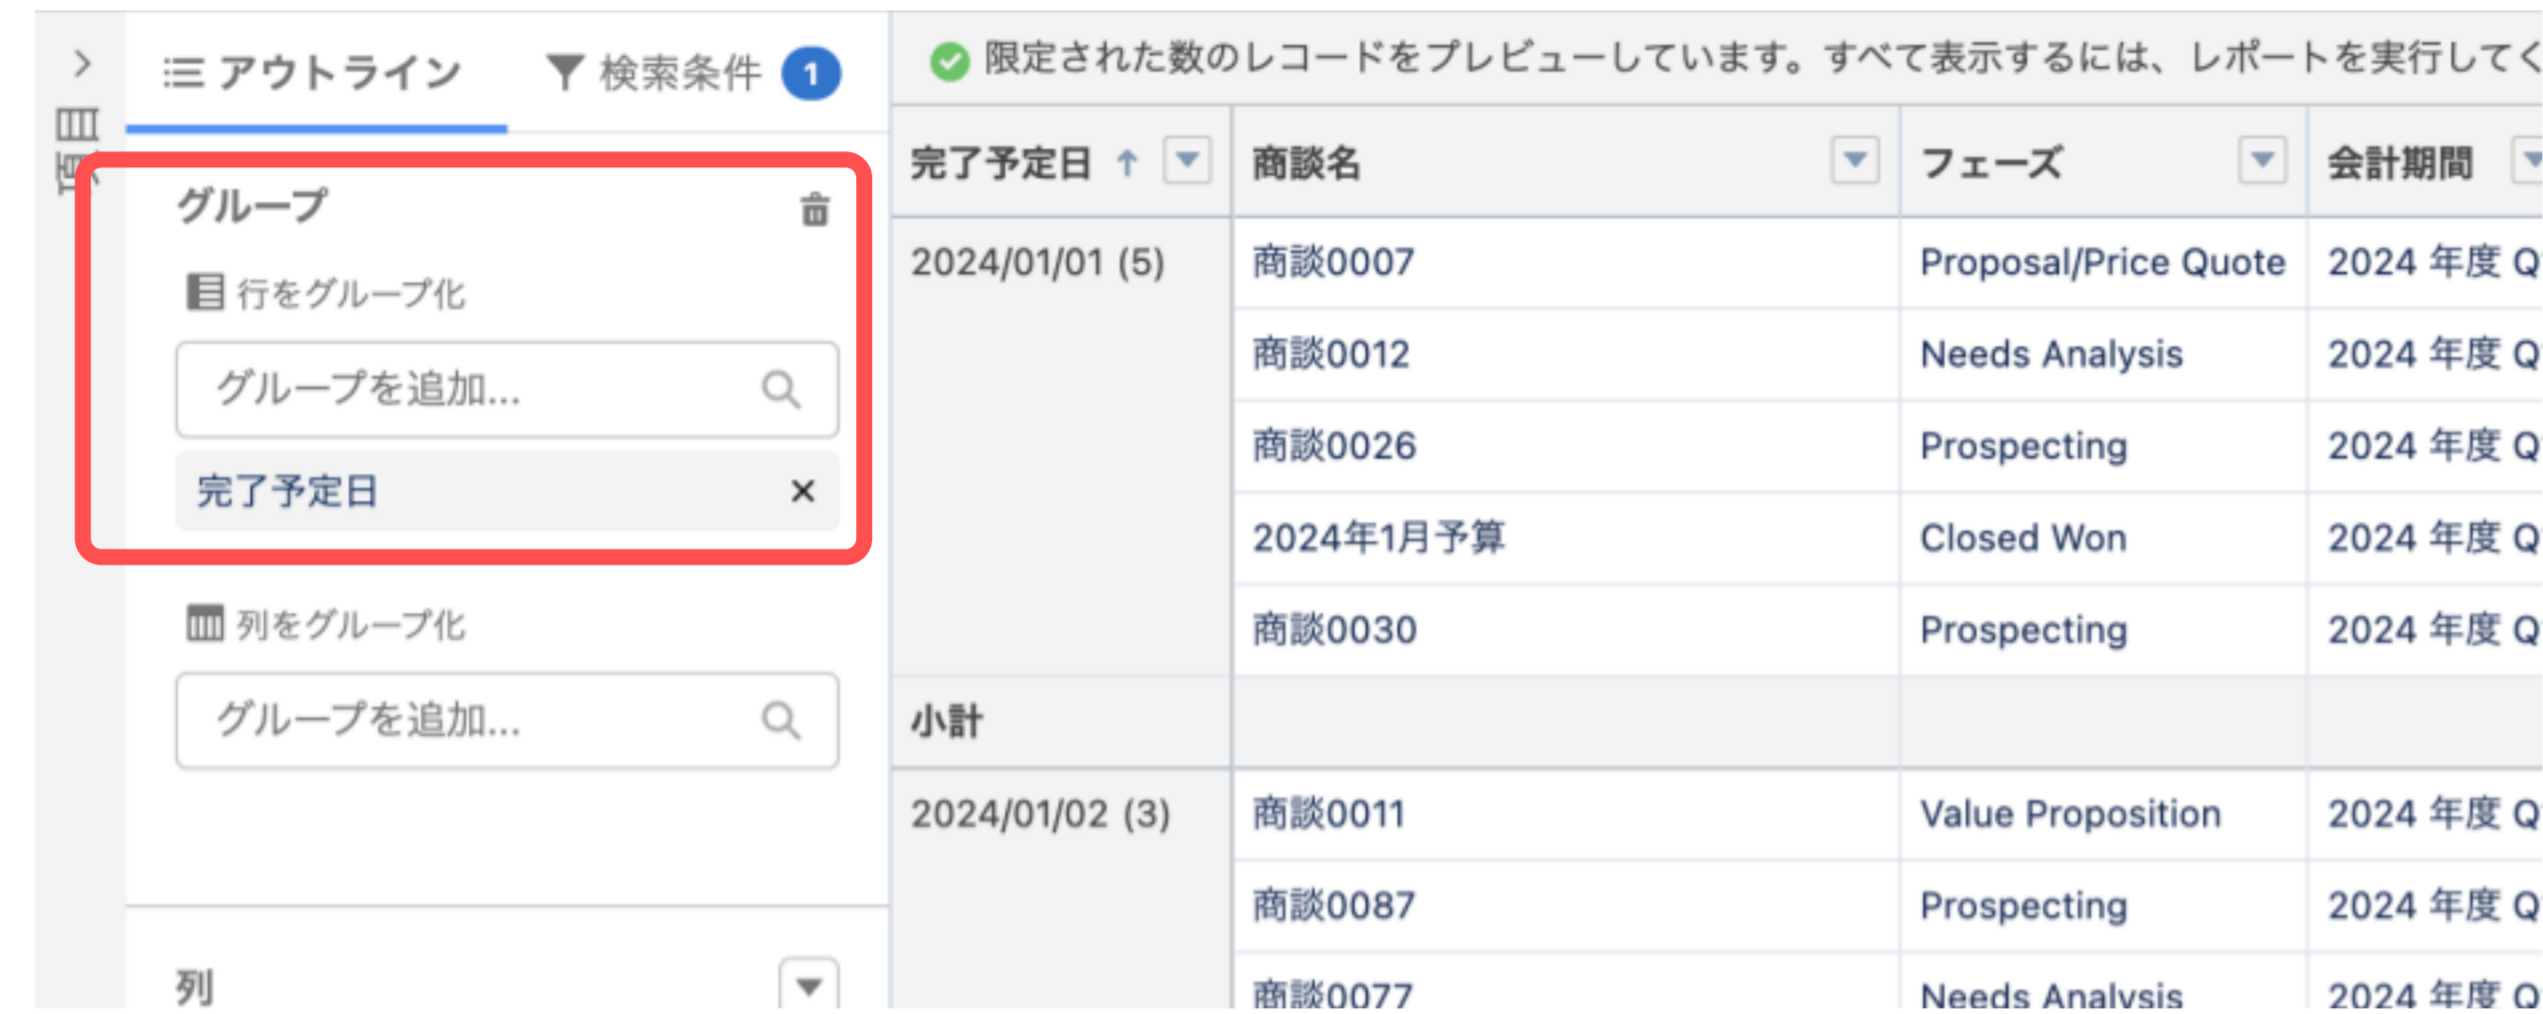 項目
アウトライン
検索条件 1
グループ
行をグループ化
グループを追加...
完了予定日
列をグループ化
グループを追加...
列
限定された数のレコードをプレビューしています。すべて表示するには、レポートを実行してく
完了予定日 ↑ 商談名 フェーズ 会計期間
2024/01/01 (5) 商談0007 Proposal/Price Quote 2024 年度 Q
商談0012 Needs Analysis 2024 年度 Q
商談0026 Prospecting 2024 年度 Q
2024年1月予算 Closed Won 2024 年度 Q
商談0030 Prospecting 2024 年度 Q
小計
2024/01/02 (3) 商談0011 Value Proposition 2024 年度 Q
商談0087 Prospecting 2024 年度 Q
商談0077 Needs Analysis 2024 年度 Q